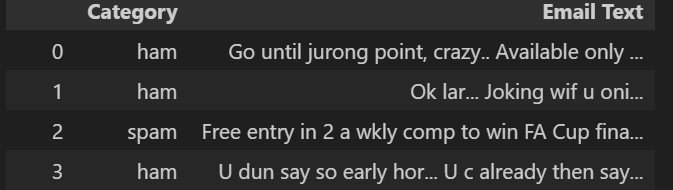 Category Email Text
0 ham Go until jurong point, crazy.. Available only ...
1 ham Ok lar... Joking wif u oni...
2 spam Free entry in 2 a wkly comp to win FA Cup fina...
3 ham U dun say so early hor... U c already then say...